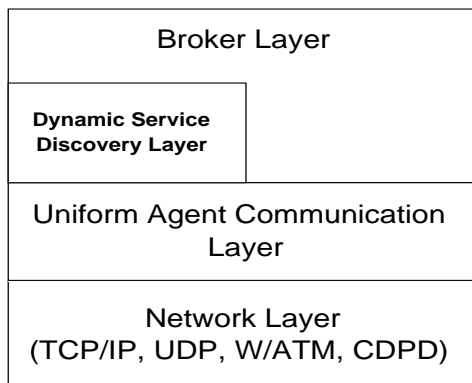 Broker Layer
Dynamic Service
Discovery Layer
Uniform Agent Communication
Layer
Network Layer
(TCP/IP, UDP, W/ATM, CDPD)